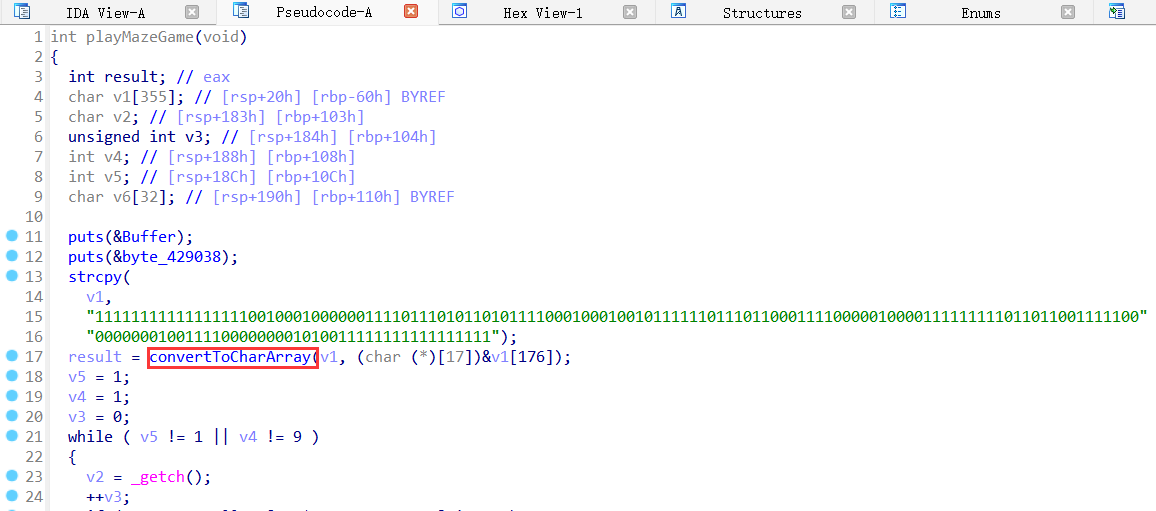 IDA View-A Pseudocode-A Hex View-1 Structures Enums
1 int playMazeGame(void)
2 {
3 int result; // eax
4 char v1[355]; // [rsp+20h] [rbp-60h] BYREF
5 char v2; // [rsp+183h] [rbp+103h]
6 unsigned int v3; // [rsp+184h] [rbp+104h]
7 int v4; // [rsp+188h] [rbp+108h]
8 int v5; // [rsp+18Ch] [rbp+10Ch]
9 char v6[32]; // [rsp+190h] [rbp+110h] BYREF
10
11 puts(&Buffer);
12 puts(&byte_429038);
13 strcpy(
14 v1,
15
16
17 result = convertToCharArray(v1, (char (*)[17])&v1[176]);
18 v5 = 1;
19 v4 = 1;
20 v3 = 0;
21 while ( v5 != 1 || v4 != 9 )
22 {
23 v2 = _getch();
24 ++v3;